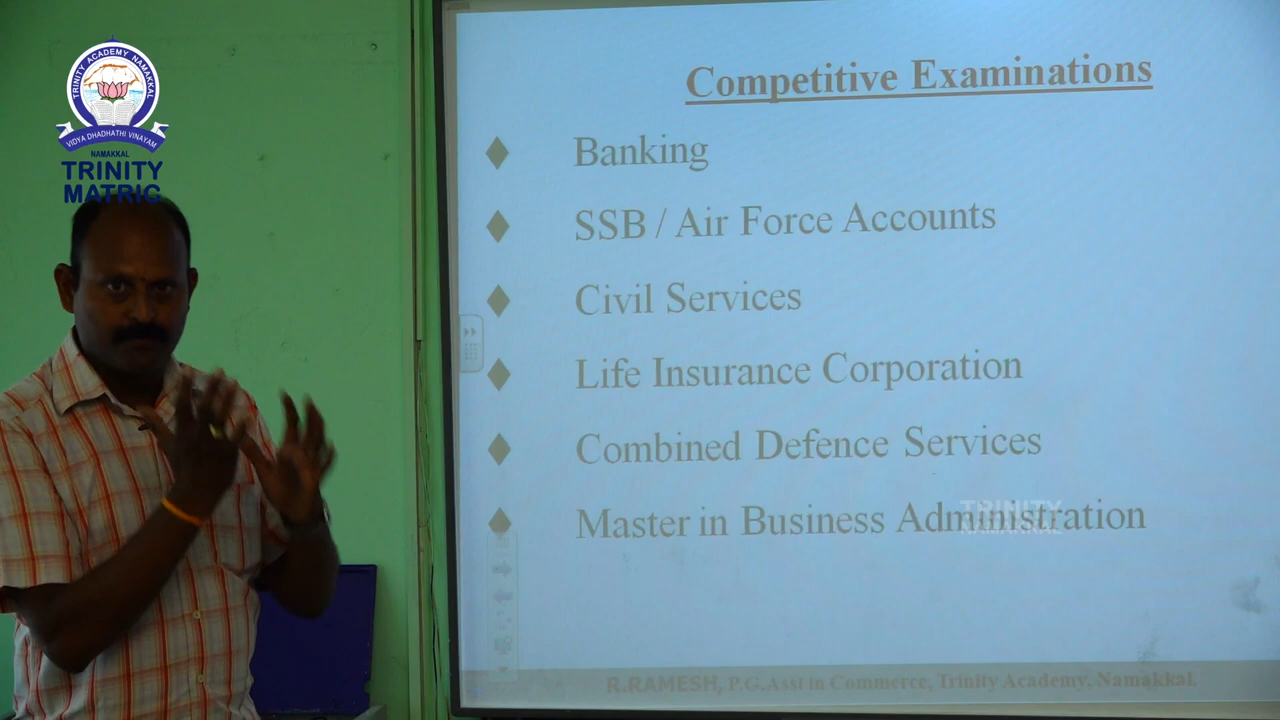 TRINITY ACADEMY NAMAKKAL
VIDYA DHADHATHI VINAYAM
NAMAKKAL
TRINITY
MATRIC
Competitive Examinations
Banking
SSB / Air Force Accounts
Civil Services
Life Insurance Corporation
Combined Defence Services
Master in Business Administration
TRINITY
NAMAKKAL
R.RAMESH, P.G.Asst in Commerce, Trinity Academy, Namakkal.